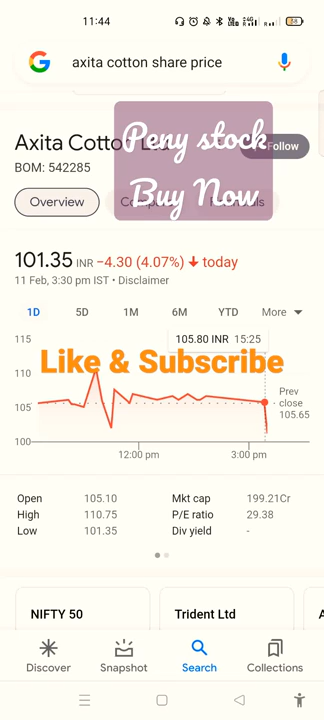 11:44
axita cotton share price
Axita Cotto Ltd
Follow
BOM: 542285
Peny stock
Buy Now
Overview
101.35 INR −4.30 (4.07%) today
11 Feb, 3:30 pm IST • Disclaimer
1D 5D 1M 6M YTD More
105.80 INR 15:25
115
110
105
100
Like & Subscribe
Prev
close
105.65
12:00 pm 3:00 pm
Open 105.10 Mkt cap 199.21Cr
High 110.75 P/E ratio 29.38
Low 101.35 Div yield -
NIFTY 50 Trident Ltd A
Discover Snapshot Search Collections